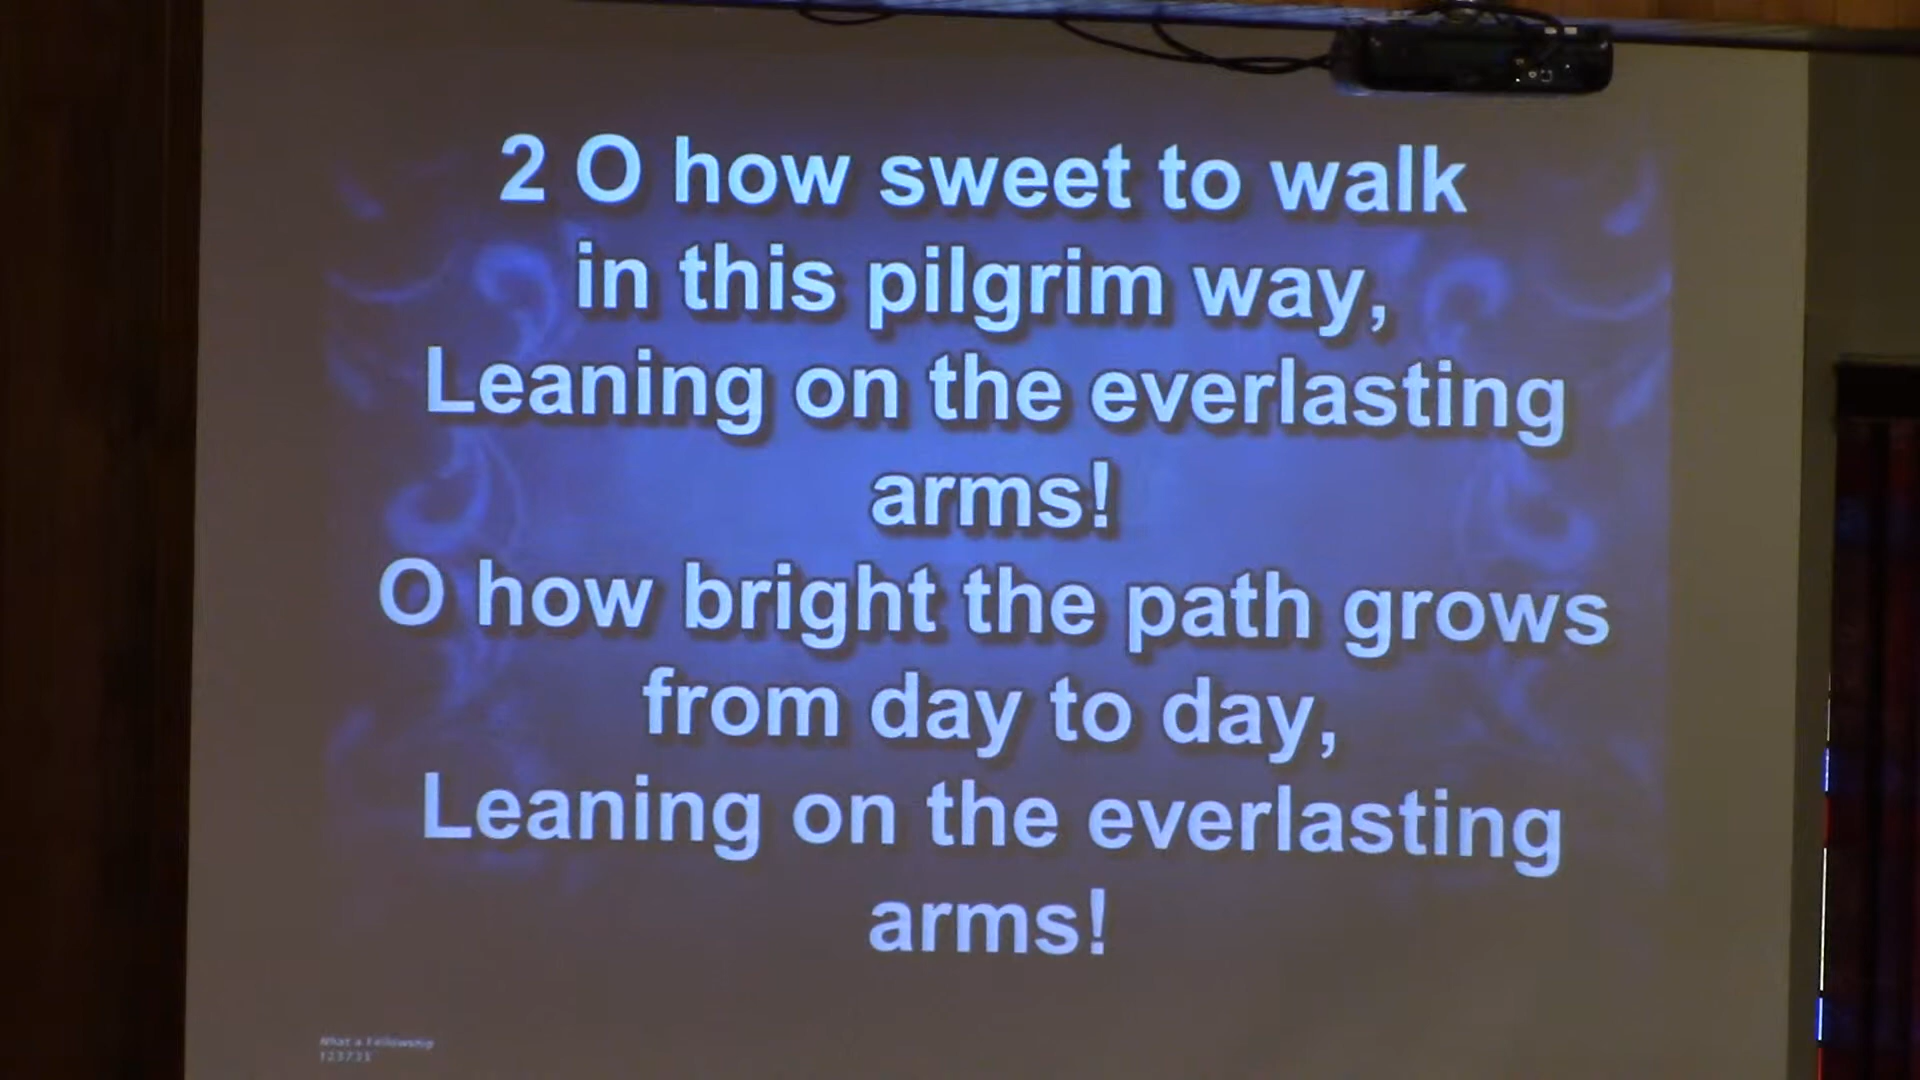 2 O how sweet to walk
in this pilgrim way,
Leaning on the everlasting
arms!
O how bright the path grows
from day to day,
Leaning on the everlasting
arms!
What a Fellowship